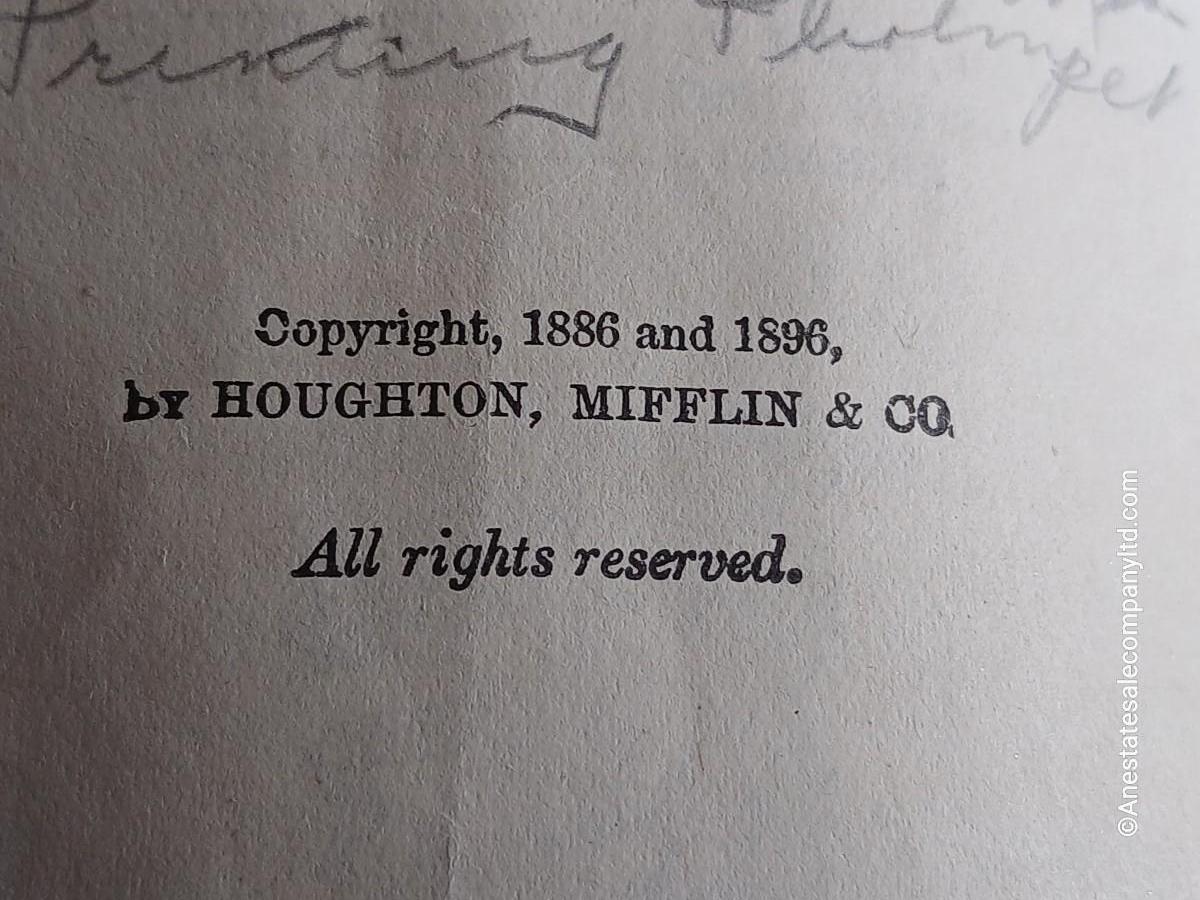 Printing
Copyright, 1886 and 1896,
by HOUGHTON, MIFFLIN & CO.
All rights reserved.
©Anestatesalecompanyltd.com